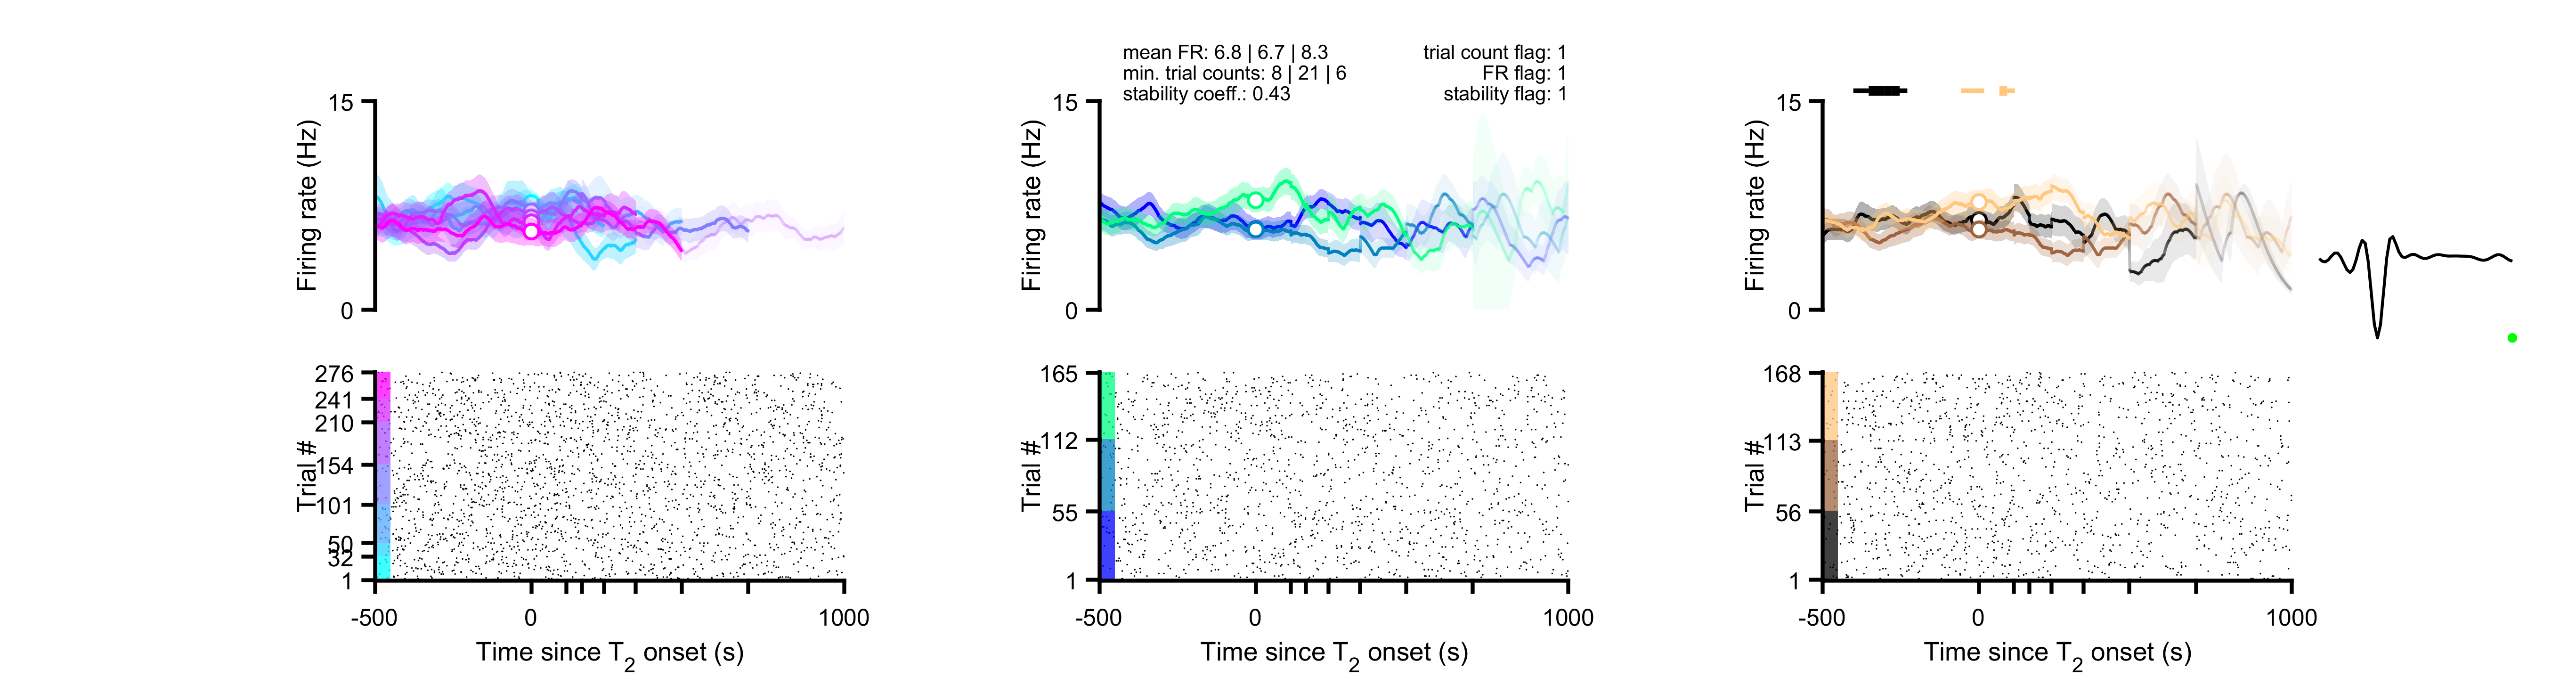 mean FR: 6.8 | 6.7 | 8.3
min. trial counts: 8 | 21 | 6
stability coeff.: 0.43
trial count flag: 1
FR flag: 1
stability flag: 1
15
Firing rate (Hz)
0
15
Firing rate (Hz)
0
15
Firing rate (Hz)
0
276
241
210
154
101
50
32
1
Trial #
-500
0
1000
Time since T2 onset (s)
165
112
55
1
Trial #
-500
0
1000
Time since T2 onset (s)
168
113
56
1
Trial #
-500
0
1000
Time since T2 onset (s)